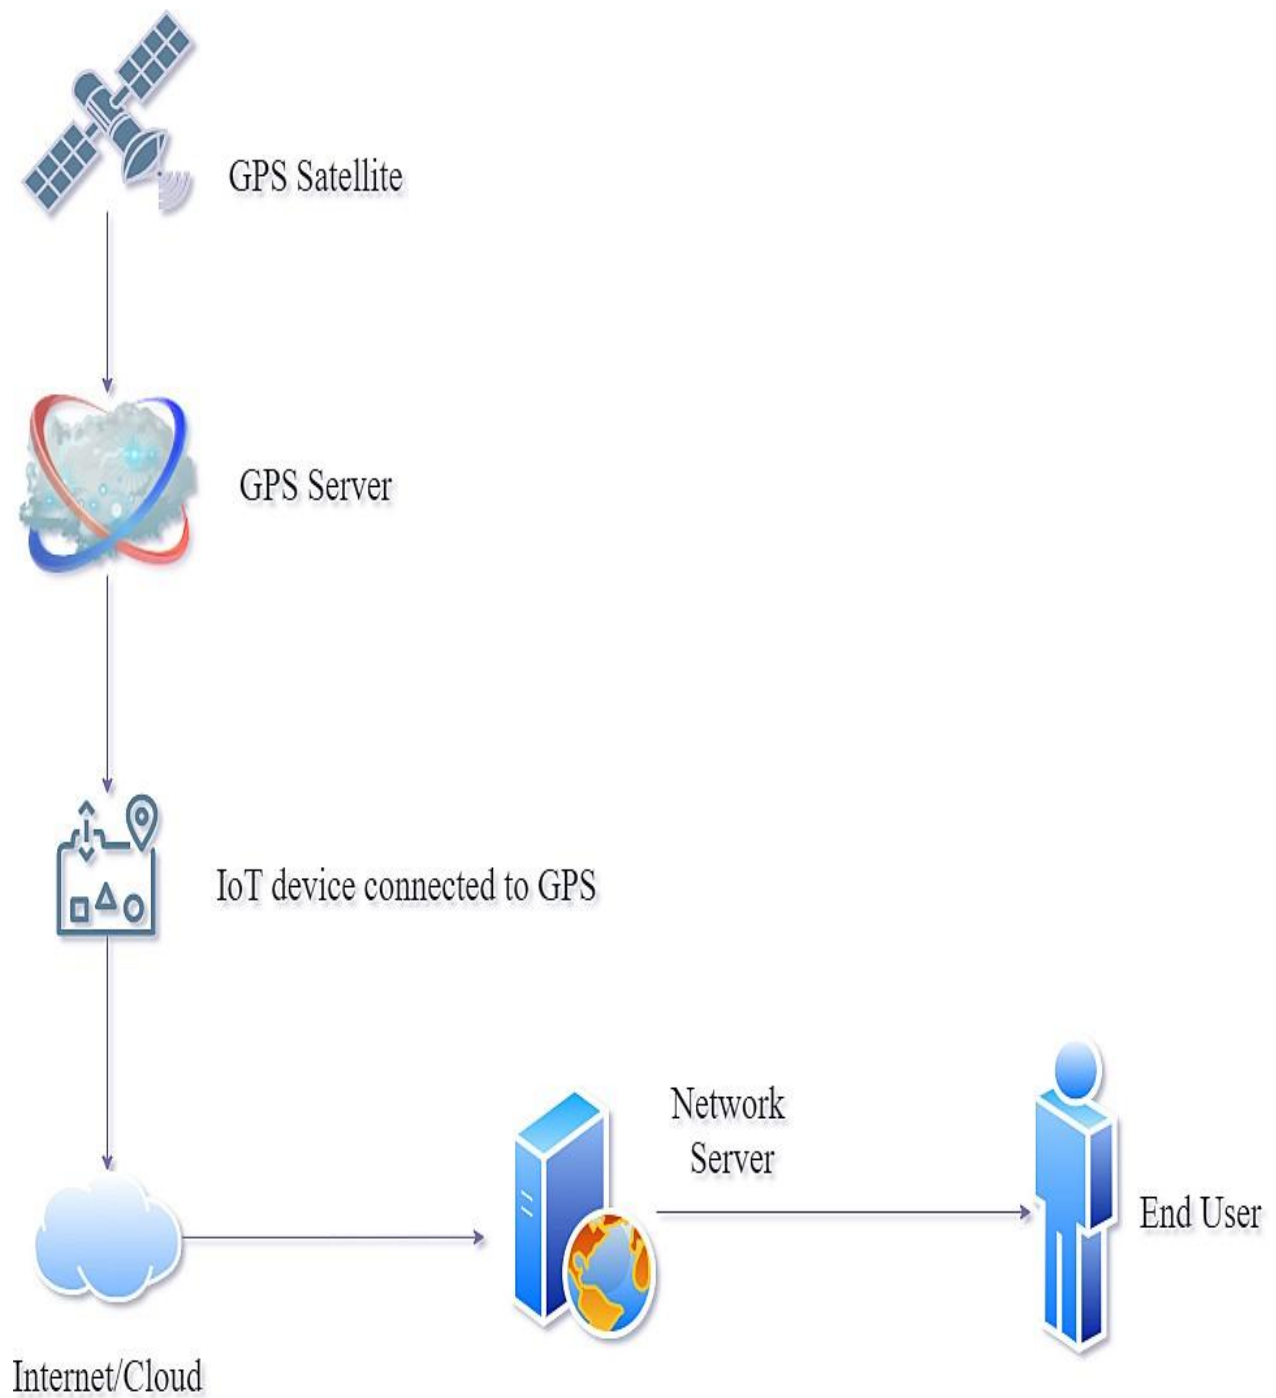 GPS Satellite
GPS Server
IoT device connected to GPS
Network
Server
End User
Internet/Cloud